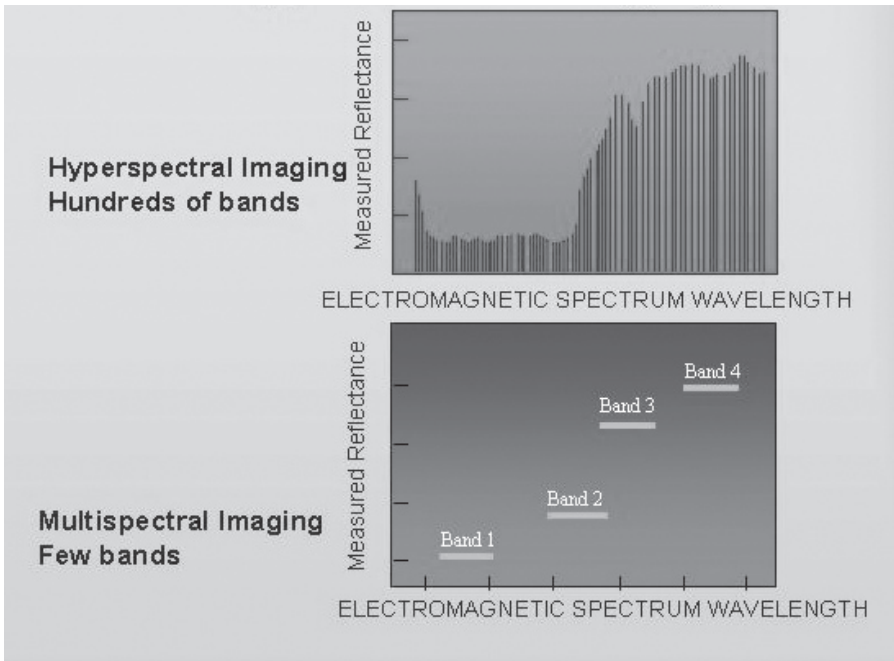 Measured Reflectance
Hyperspectral Imaging
Hundreds of bands
ELECTROMAGNETIC SPECTRUM WAVELENGTH
Measured Reflectance
Band 4
Band 3
Band 2
Band 1
Multispectral Imaging
Few bands
ELECTROMAGNETIC SPECTRUM WAVELENGTH